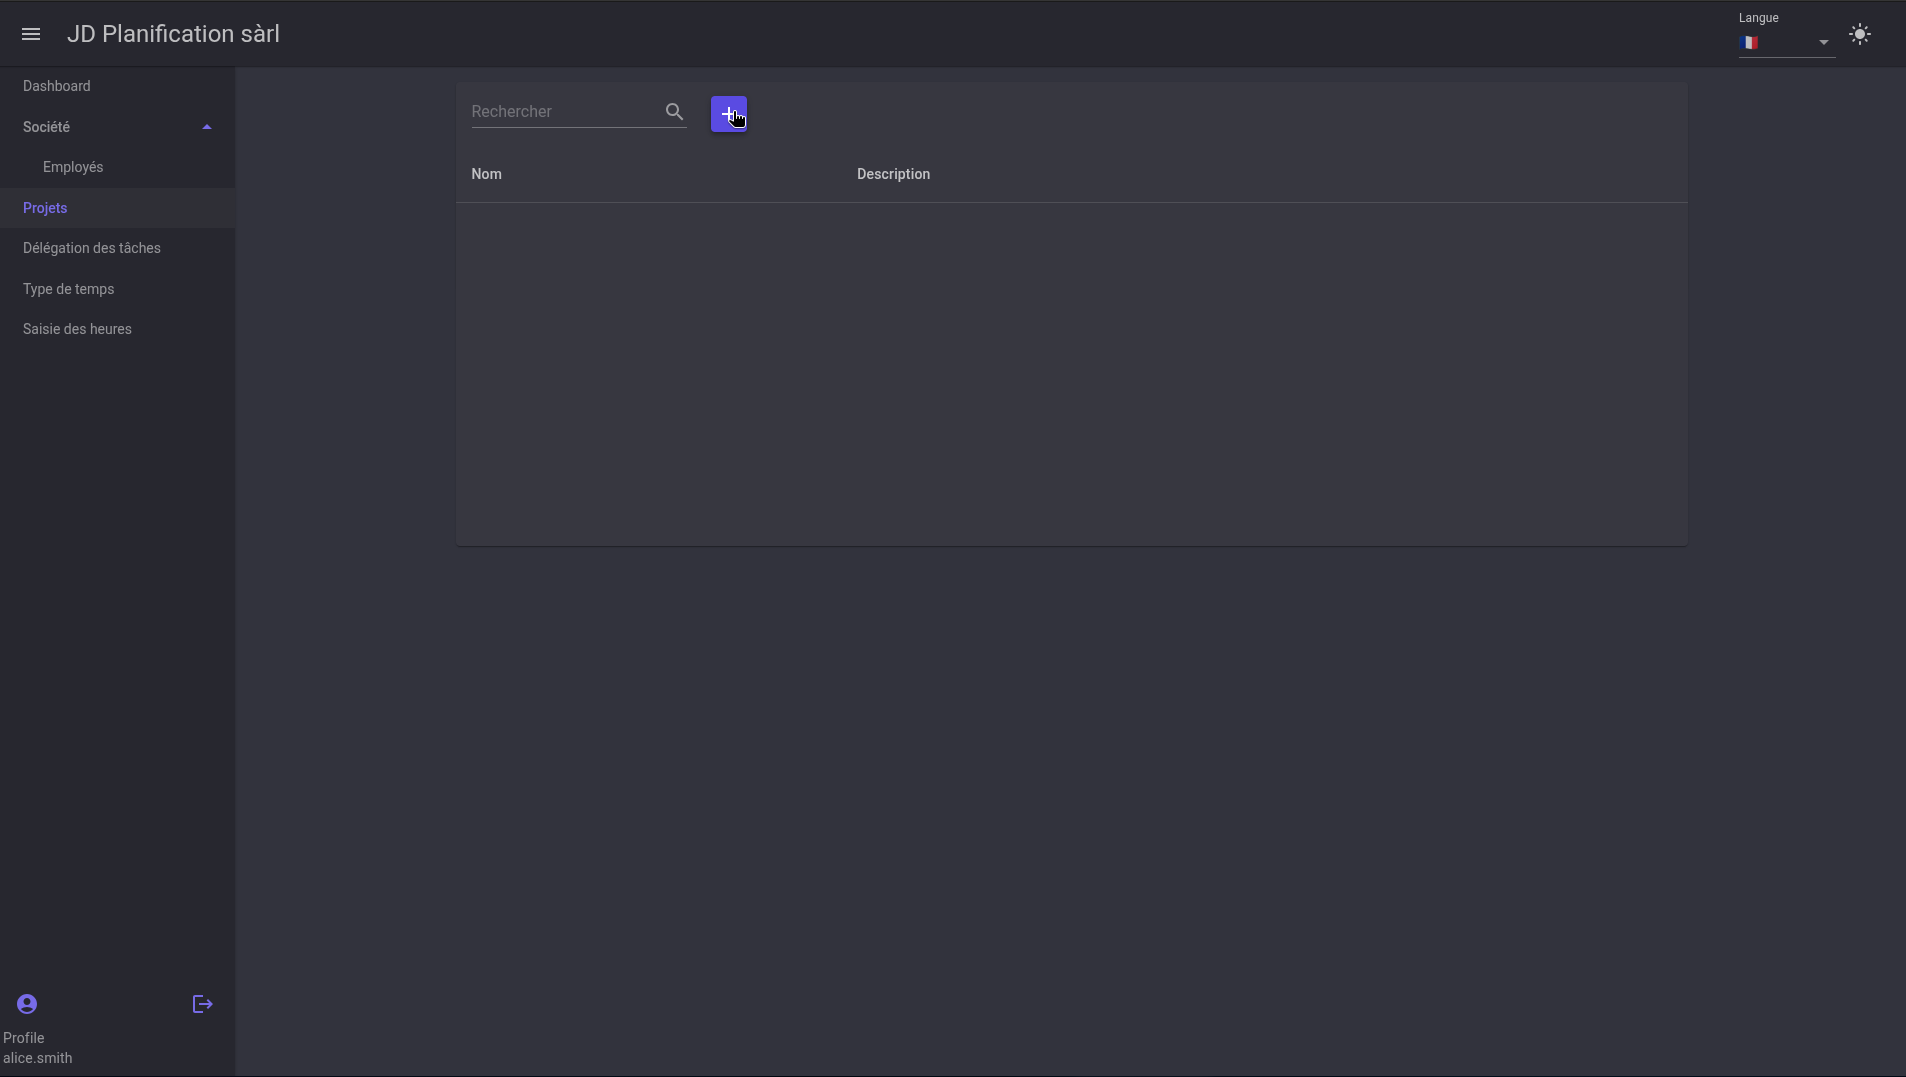 JD Planification sàrl
Langue
Dashboard
Société
Employés
Projets
Délégation des tâches
Type de temps
Saisie des heures
Rechercher
Nom Description
Profile
alice.smith